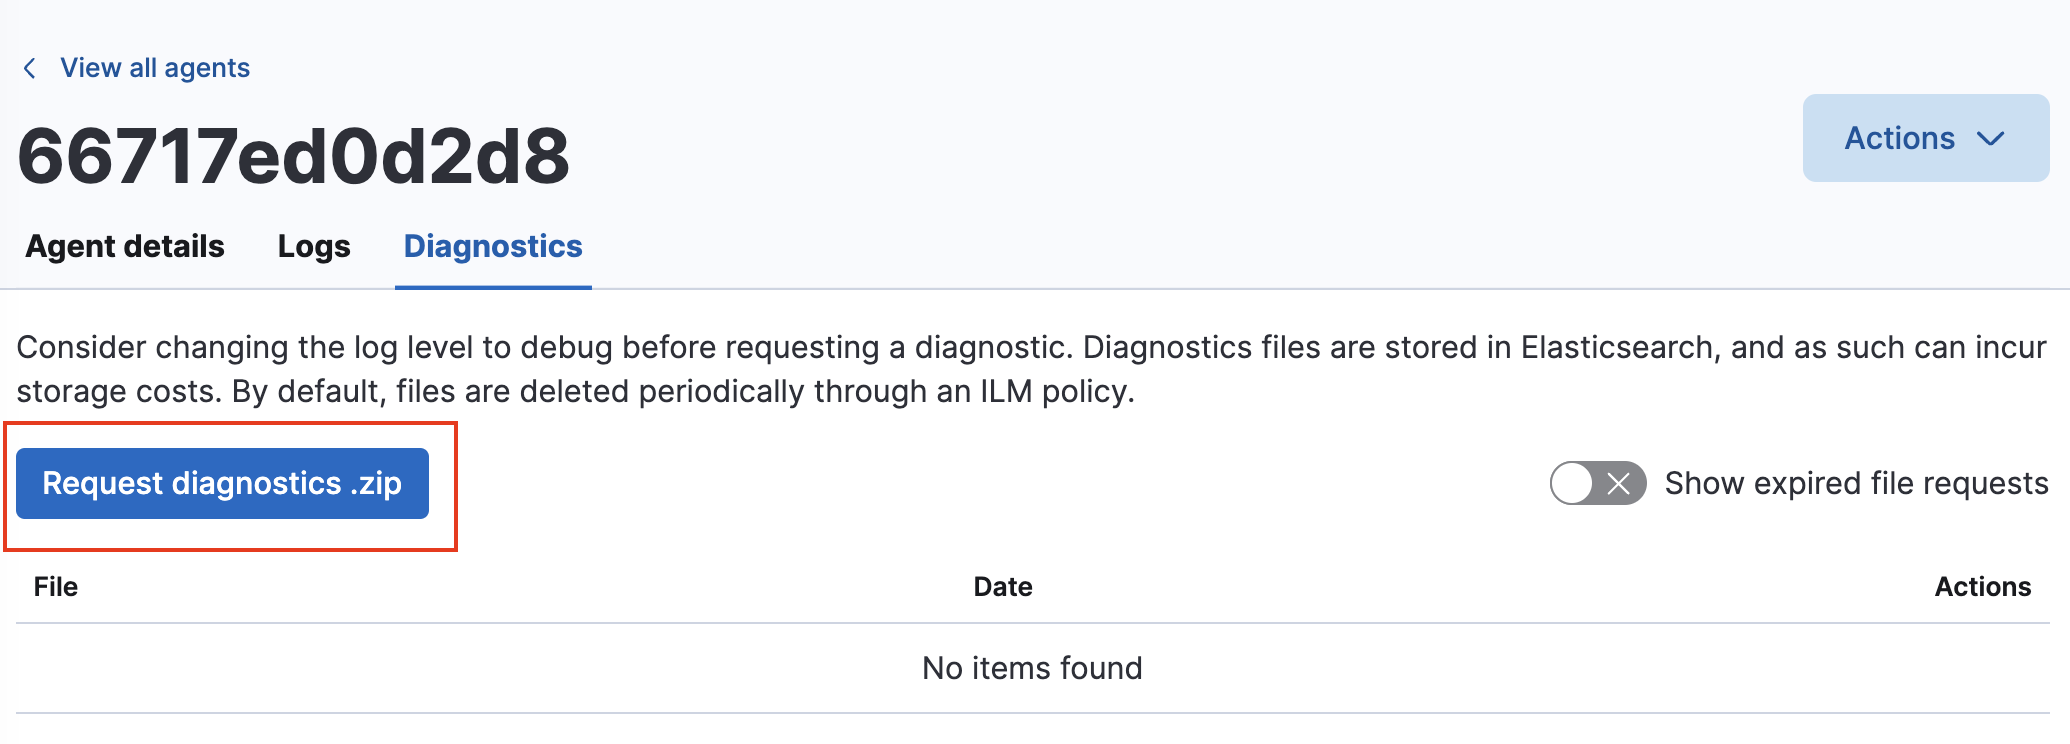 View all agents
66717ed0d2d8
Actions
Agent details Logs Diagnostics
Consider changing the log level to debug before requesting a diagnostic. Diagnostics files are stored in Elasticsearch, and as such can incur
storage costs. By default, files are deleted periodically through an ILM policy.
Request diagnostics .zip
Show expired file requests
File Date Actions
No items found